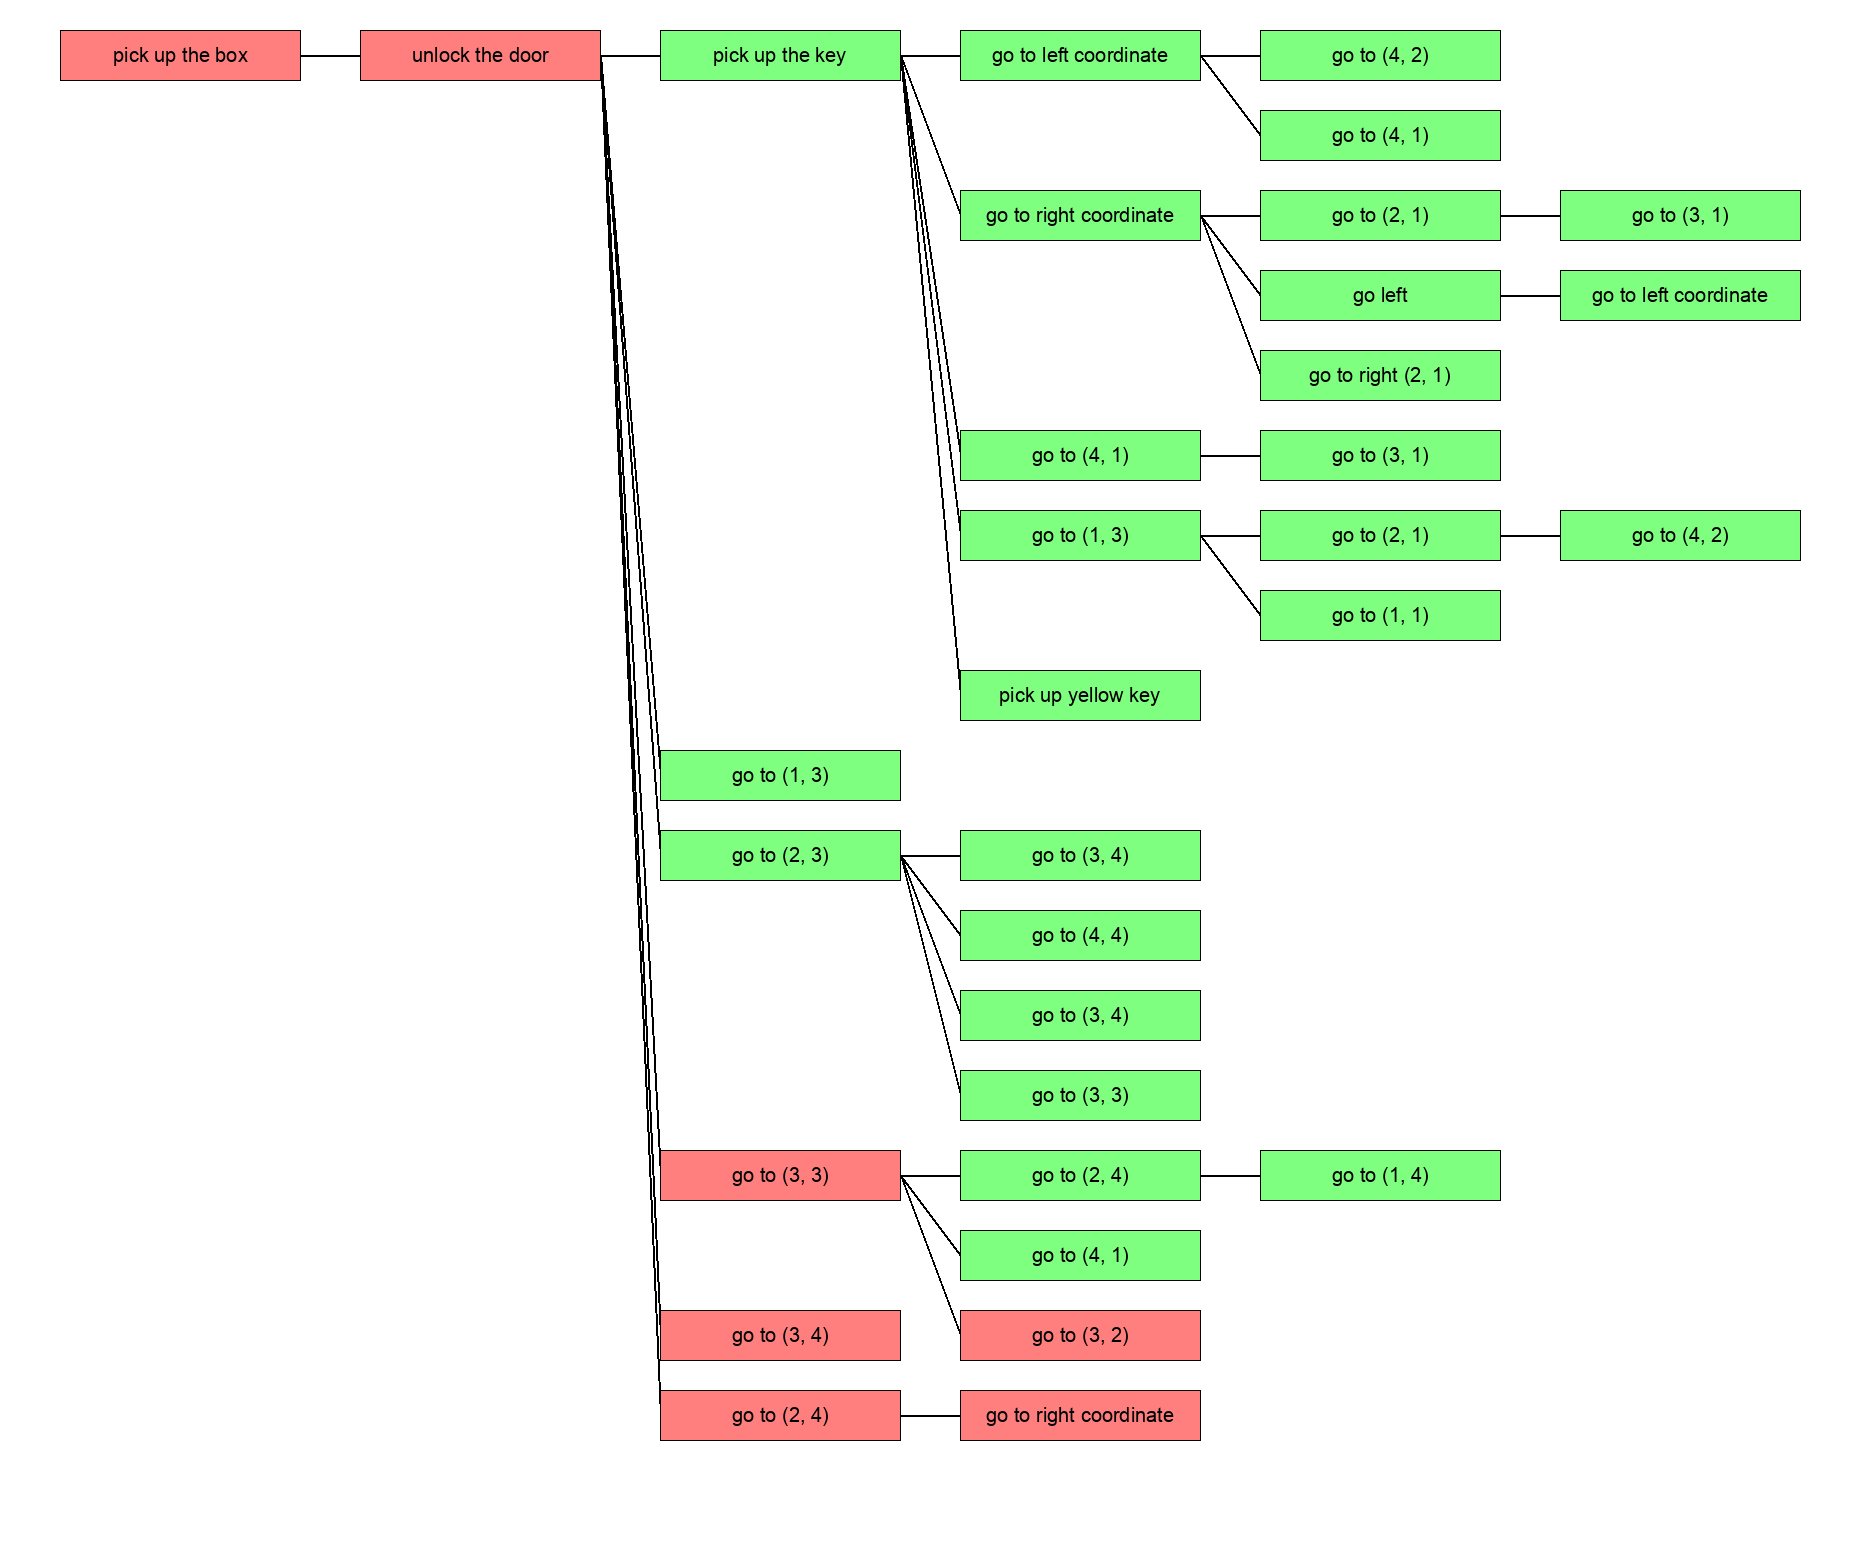 pick up the box
unlock the door
pick up the key
go to left coordinate
go to (4, 2)
go to (4, 1)
go to right coordinate
go to (2, 1)
go to (3, 1)
go left
go to left coordinate
go to right (2, 1)
go to (4, 1)
go to (3, 1)
go to (1, 3)
go to (2, 1)
go to (4, 2)
go to (1, 1)
pick up yellow key
go to (1, 3)
go to (2, 3)
go to (3, 4)
go to (4, 4)
go to (3, 4)
go to (3, 3)
go to (3, 3)
go to (2, 4)
go to (1, 4)
go to (4, 1)
go to (3, 4)
go to (3, 2)
go to (2, 4)
go to right coordinate